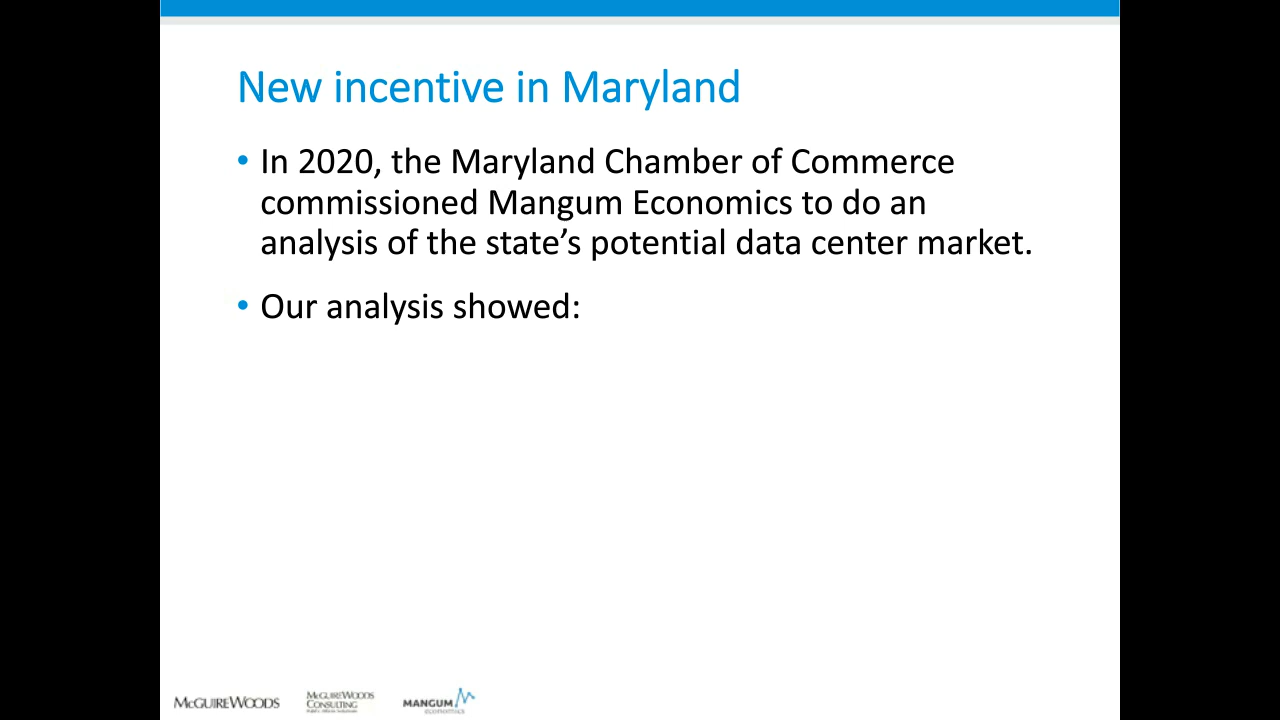 New incentive in Maryland
• In 2020, the Maryland Chamber of Commerce
commissioned Mangum Economics to do an
analysis of the state’s potential data center market.
• Our analysis showed:
McGUIREWOODS
McGUIREWOODS
CONSULTING
MANGUM
ECONOMICS